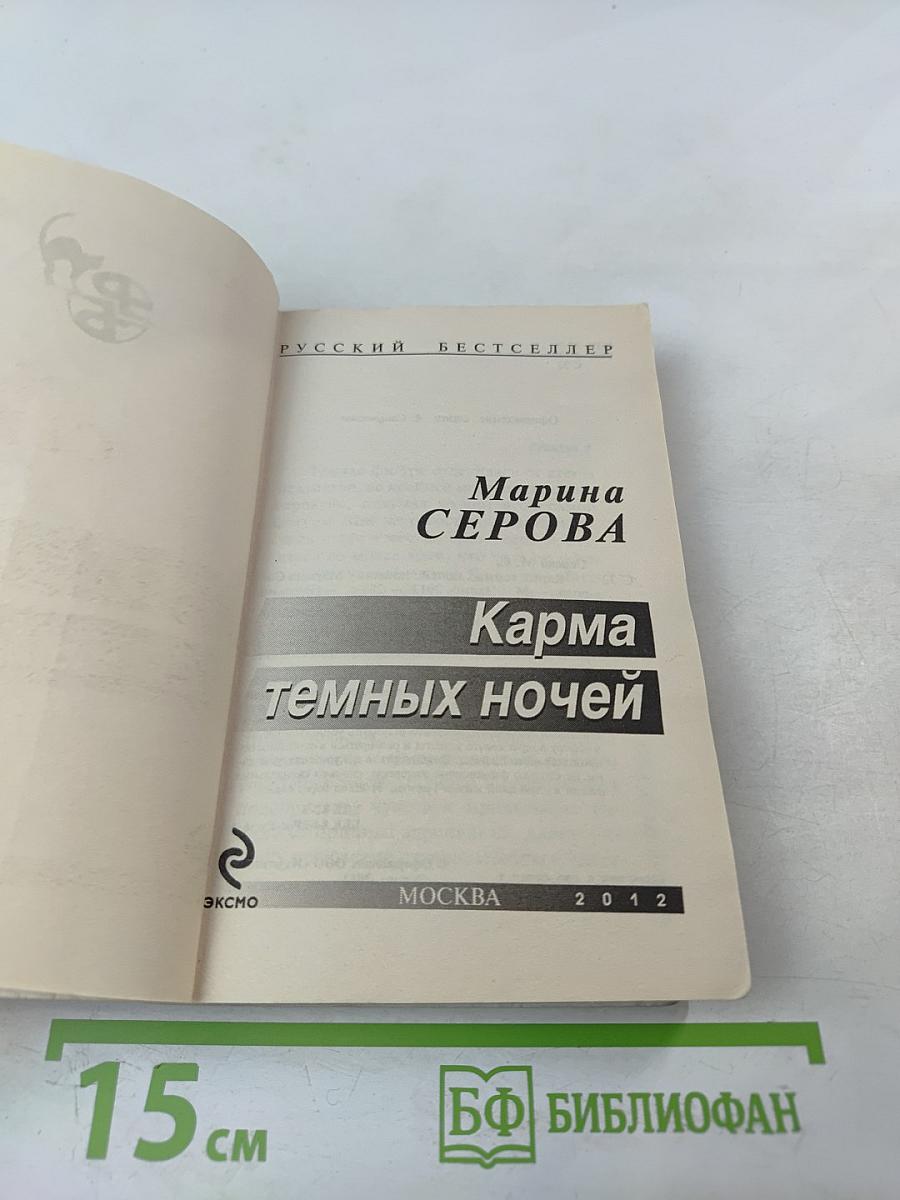 РУССКИЙ БЕСТСЕЛЛЕР
Марина
СЕРОВА
Карма
темных ночей
ЭКСМО
МОСКВА 2012
15 см
БФ БИБЛИОФАН